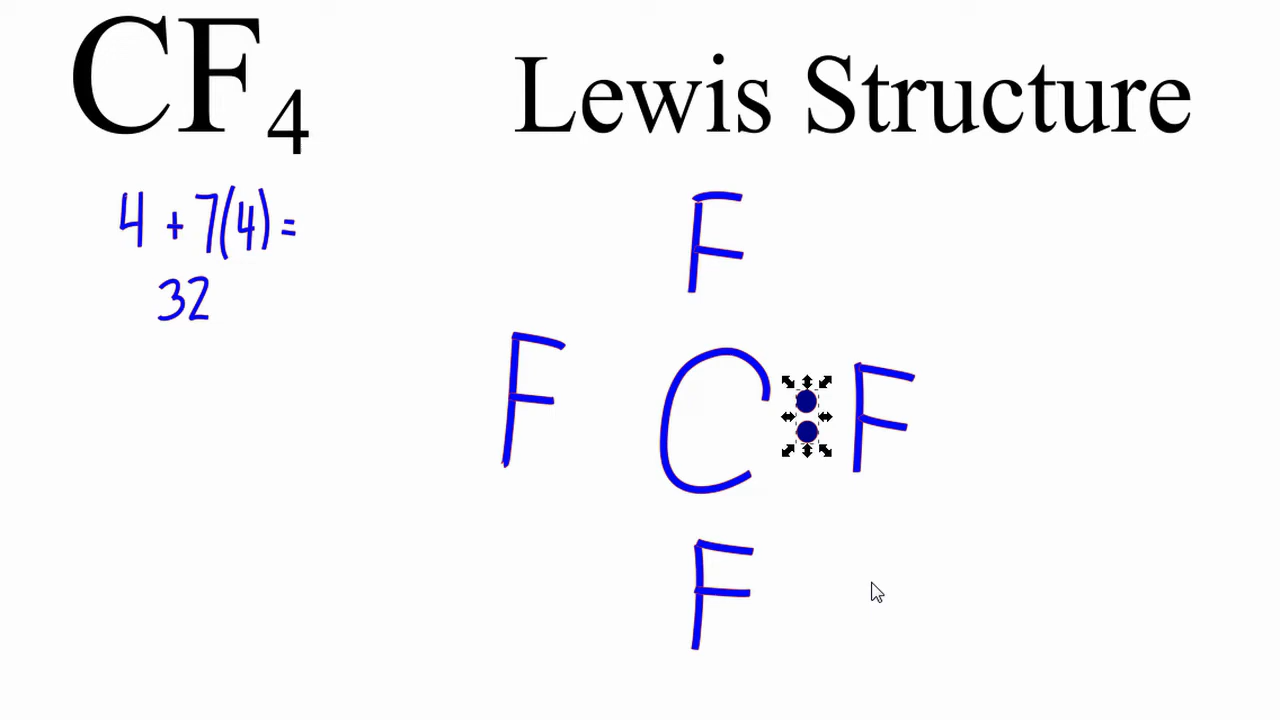 CF₄ Lewis Structure
4 + 7(4) =
32
F
F C : F
F